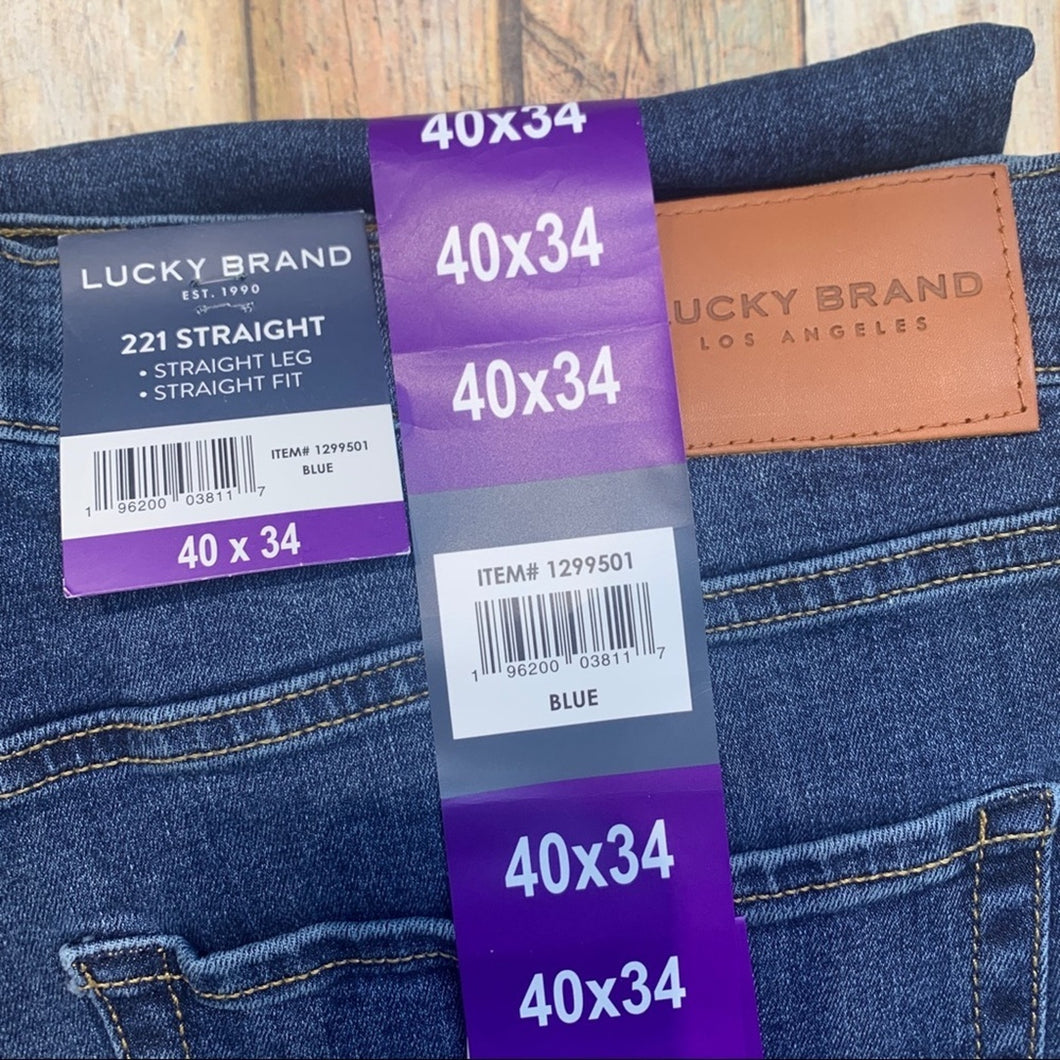 LUCKY BRAND
EST. 1990
221 STRAIGHT
• STRAIGHT LEG
• STRAIGHT FIT
ITEM# 1299501
BLUE
1 96200 03811 7
40 x 34
40x34
40x34
40x34
ITEM# 1299501
1 96200 03811 7
BLUE
40x34
40x34
LUCKY BRAND
LOS ANGELES